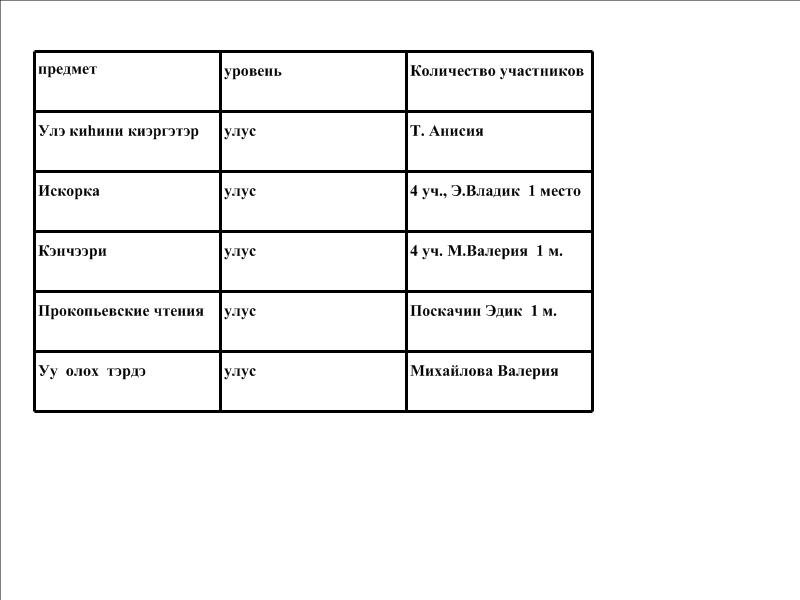 предмет уровень Количество участников
Улэ киһини киэргэтэр улус Т. Анисия
Искорка улус 4 уч., Э.Владик 1 место
Кэнчээри улус 4 уч. М.Валерия 1 м.
Прокопьевские чтения улус Поскачин Эдик 1 м.
Уу олох тэрдэ улус Михайлова Валерия